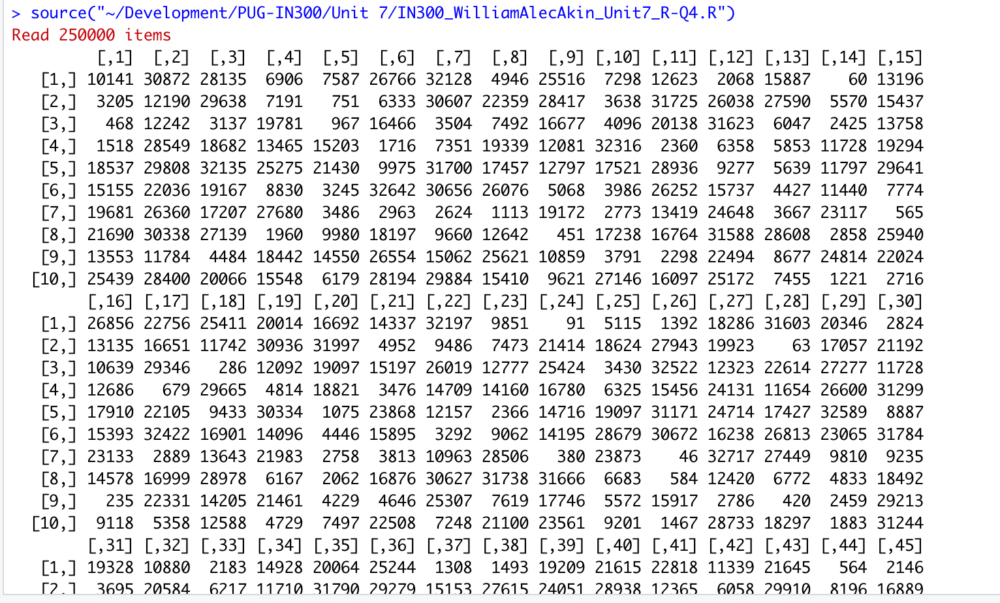 > source("~/Development/PUG-IN300/Unit 7/IN300_WilliamAlecAkin_Unit7_R-Q4.R")
Read 250000 items
[,1] [,2] [,3] [,4] [,5] [,6] [,7] [,8] [,9] [,10] [,11] [,12] [,13] [,14] [,15]
[1,] 10141 30872 28135 6906 7587 26766 32128 4946 25516 7298 12623 2068 15887 60 13196
[2,] 3205 12190 29638 7191 751 6333 30607 22359 28417 3638 31725 26038 27590 5570 15437
[3,] 468 12242 3137 19781 967 16466 3504 7492 16677 4096 20138 31623 6047 2425 13758
[4,] 1518 28549 18682 13465 15203 1716 7351 19339 12081 32316 2360 6358 5853 11728 19294
[5,] 18537 29808 32135 25275 21430 9975 31700 17457 12797 17521 28936 9277 5639 11797 29641
[6,] 15155 22036 19167 8830 3245 32642 30656 26076 5068 3986 26252 15737 4427 11440 7774
[7,] 19681 26360 17207 27680 3486 2963 2624 1113 19172 2773 13419 24648 3667 23117 565
[8,] 21690 30338 27139 1960 9980 18197 9660 12642 451 17238 16764 31588 28608 2858 25940
[9,] 13553 11784 4484 18442 14550 26554 15062 25621 10859 3791 2298 22494 8677 24814 22024
[10,] 25439 28400 20066 15548 6179 28194 29884 15410 9621 27146 16097 25172 7455 1221 2716
[,16] [,17] [,18] [,19] [,20] [,21] [,22] [,23] [,24] [,25] [,26] [,27] [,28] [,29] [,30]
[1,] 26856 22756 25411 20014 16692 14337 32197 9851 91 5115 1392 18286 31603 20346 2824
[2,] 13135 16651 11742 30936 31997 4952 9486 7473 21414 18624 27943 19923 63 17057 21192
[3,] 10639 29346 286 12092 19097 15197 26019 12777 25424 3430 32522 12323 22614 27277 11728
[4,] 12686 679 29665 4814 18821 3476 14709 14160 16780 6325 15456 24131 11654 26600 31299
[5,] 17910 22105 9433 30334 1075 23868 12157 2366 14716 19097 31171 24714 17427 32589 8887
[6,] 15393 32422 16901 14096 4446 15895 3292 9062 14195 28679 30672 16238 26813 23065 31784
[7,] 23133 2889 13643 21983 2758 3813 10963 28506 380 23873 46 32717 27449 9810 9235
[8,] 14578 16999 28978 6167 2062 16876 30627 31738 31666 6683 584 12420 6772 4833 18492
[9,] 235 22331 14205 21461 4229 4646 25307 7619 17746 5572 15917 2786 420 2459 29213
[10,] 9118 5358 12588 4729 7497 22508 7248 21100 23561 9201 1467 28733 18297 1883 31244
[,31] [,32] [,33] [,34] [,35] [,36] [,37] [,38] [,39] [,40] [,41] [,42] [,43] [,44] [,45]
[1,] 19328 10880 2183 14928 20064 25244 1308 1493 19209 21615 22818 11339 21645 564 2146
[2,] 3695 20584 6217 11710 31790 29279 15153 27615 24051 28938 12365 6058 29910 8196 16889